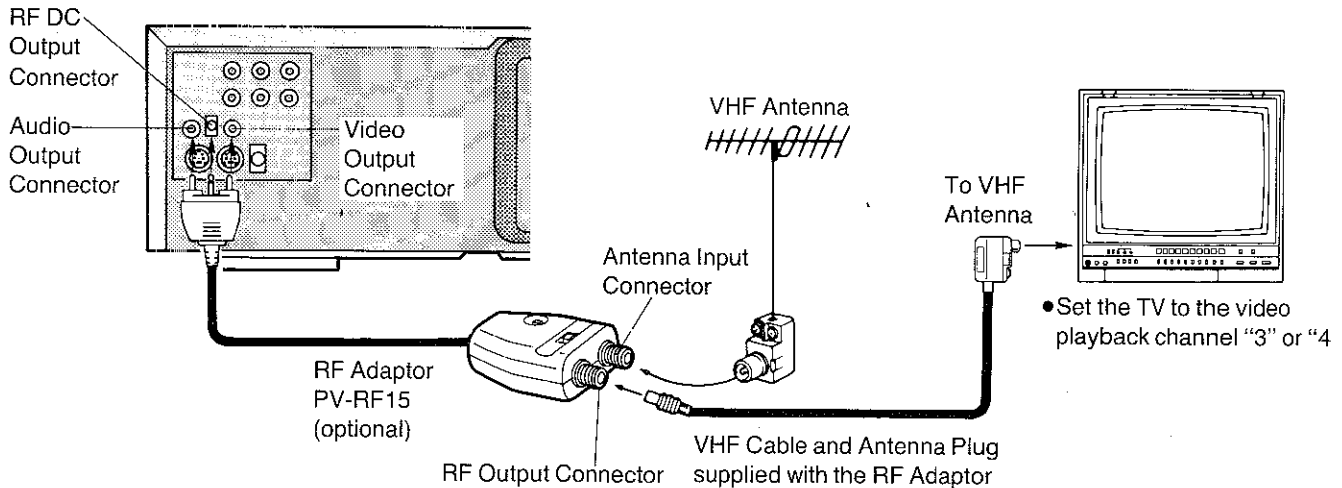 RF DC
Output
Connector
Audio
Output
Connector
Video
Output
Connector
VHF Antenna
To VHF
Antenna
Antenna Input
Connector
●Set the TV to the video
playback channel “3” or “4
RF Adaptor
PV-RF15
(optional)
RF Output Connector
VHF Cable and Antenna Plug
supplied with the RF Adaptor